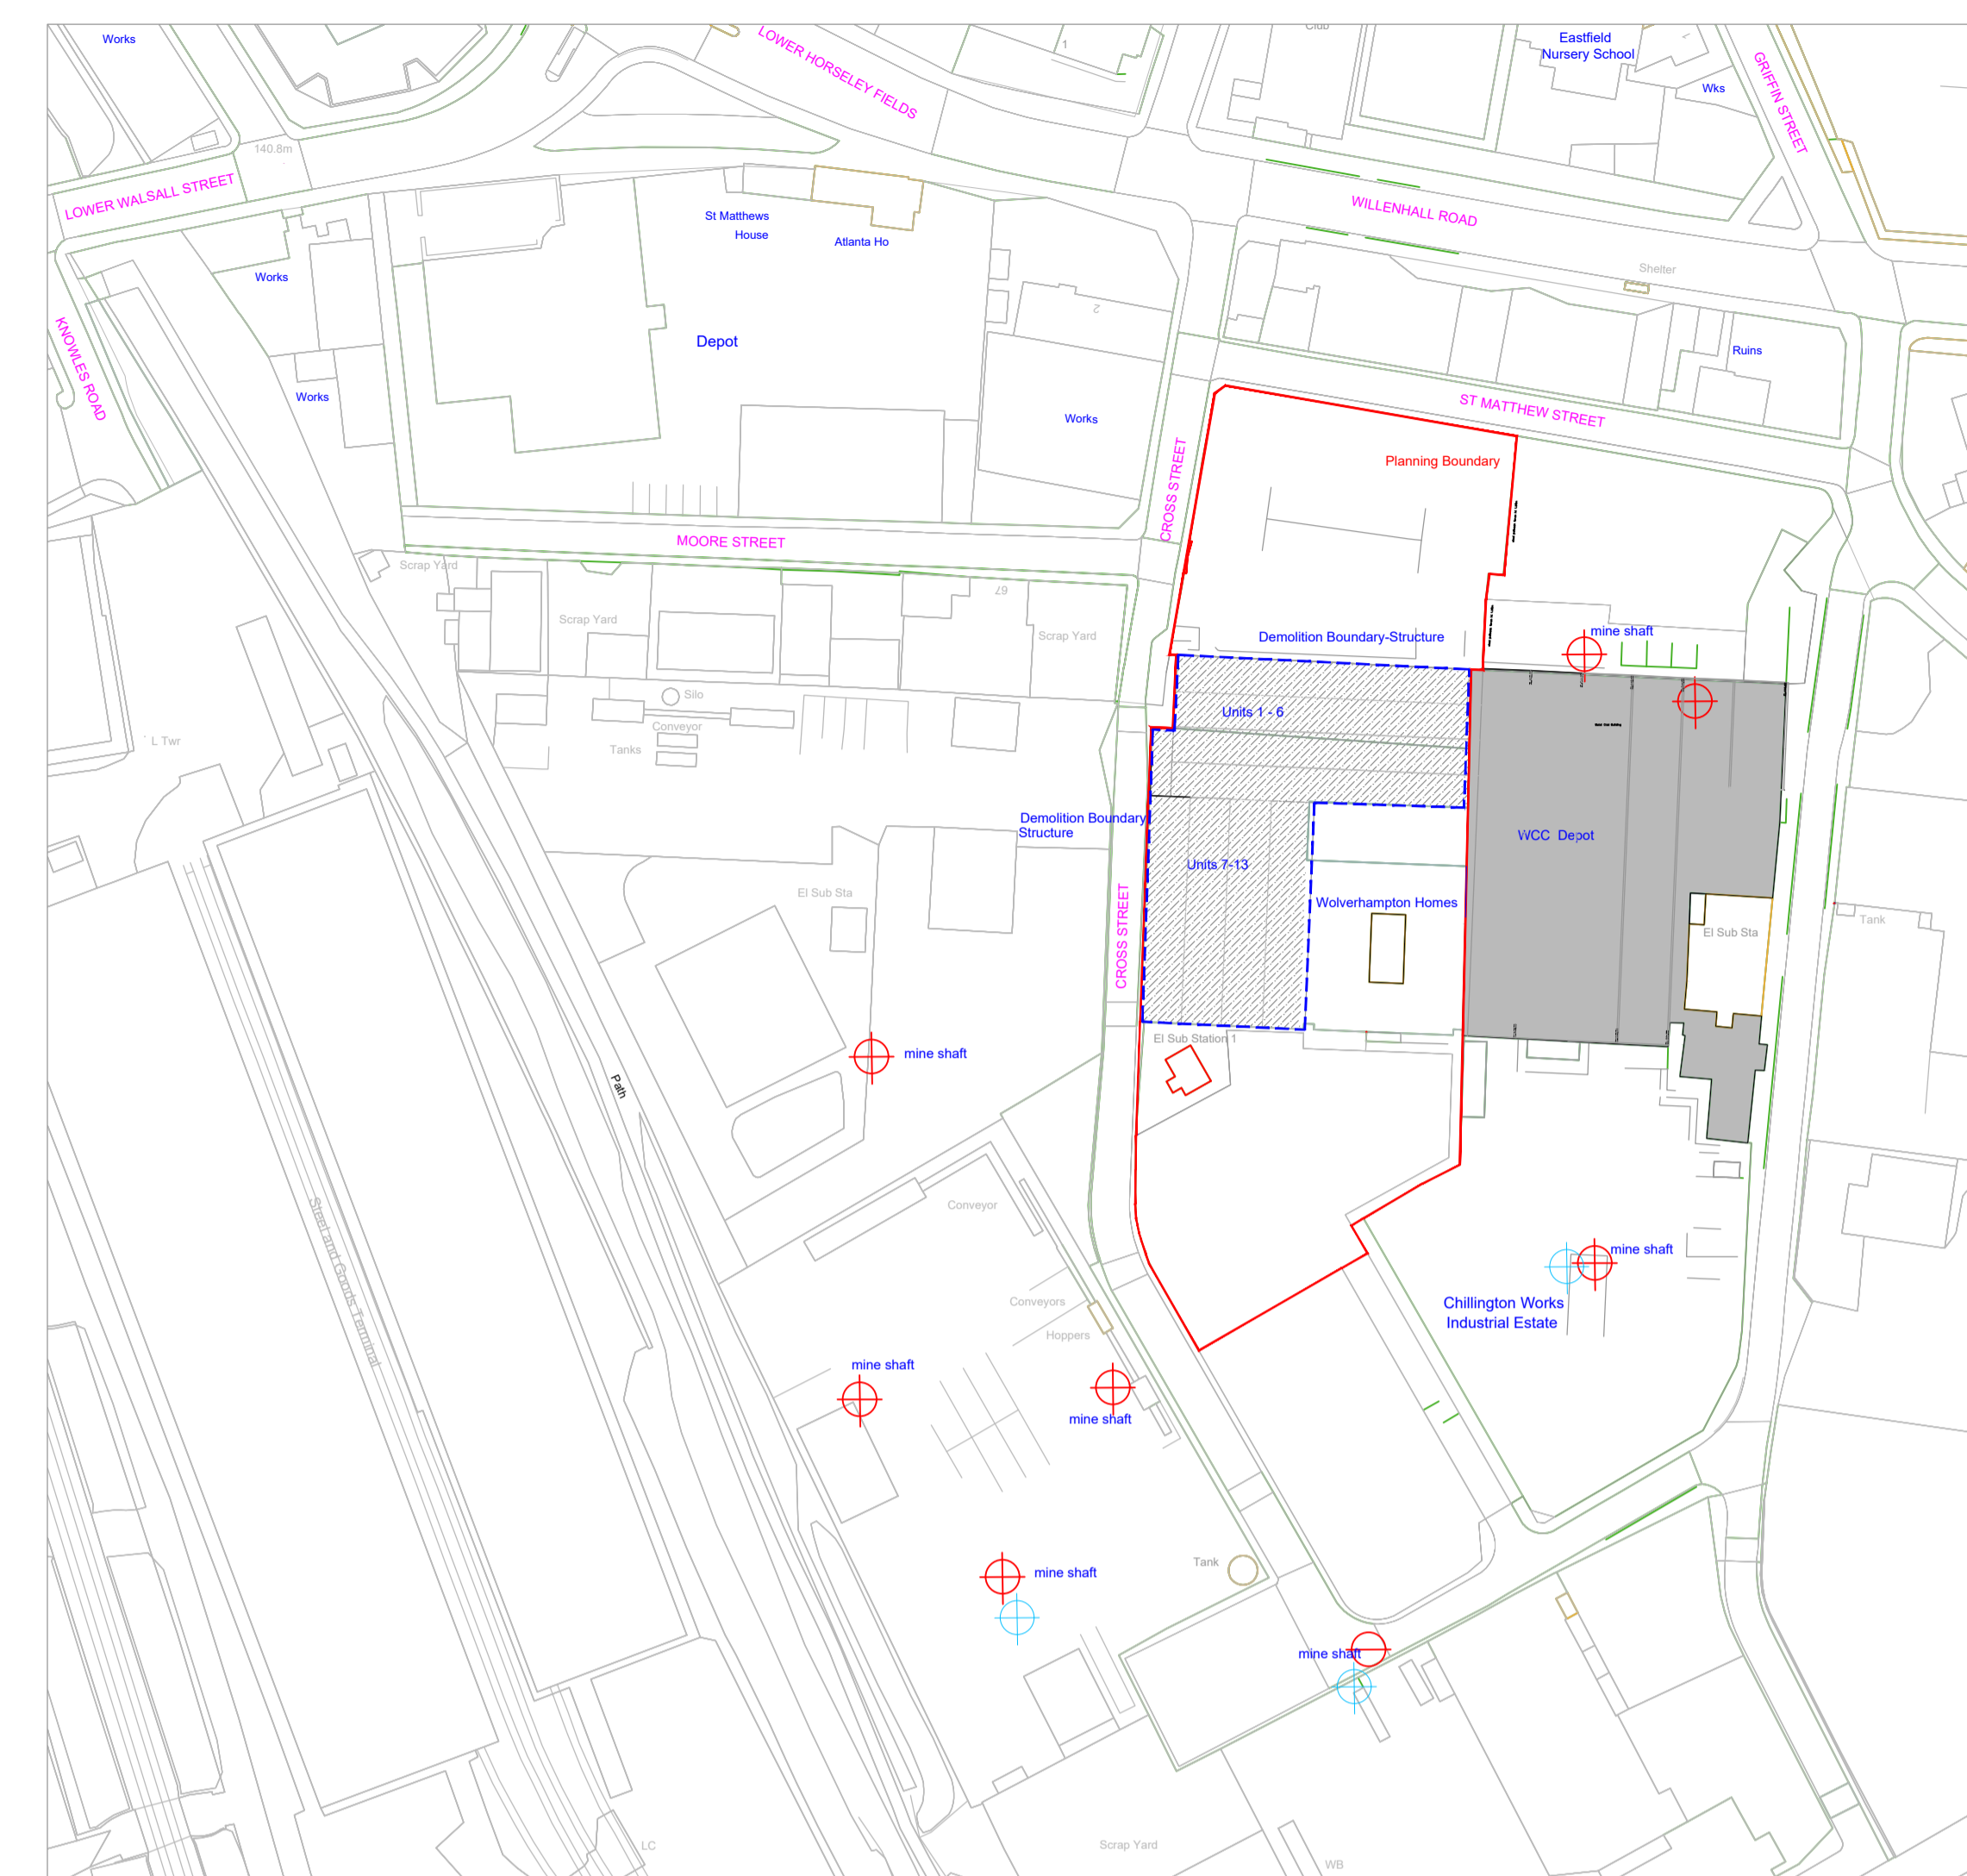 Works
LOWER HORSELEY FIELDS
1
Club
Eastfield
Nursery School
GRIFFIN STREET
Wks
140.8m
LOWER WALSALL STREET
St Matthews
House
Atlanta Ho
WILLENHALL ROAD
Works
Shelter
KNOWLES ROAD
2
Depot
Ruins
Works
Works
ST MATTHEW STREET
Planning Boundary
CROSS STREET
MOORE STREET
Scrap Yard
67
Scrap Yard
Scrap Yard
Demolition Boundary-Structure
mine shaft
Silo
Units 1 - 6
Conveyor
L Twr
Tanks
Demolition Boundary
Structure
WCC Depot
Units 7-13
El Sub Sta
CROSS STREET
Wolverhampton Homes
Tank
El Sub Sta
El Sub Station 1
mine shaft
Path
Steel and Goods Terminal
Conveyor
mine shaft
Conveyors
Chillington Works
Industrial Estate
Hoppers
mine shaft
mine shaft
Tank
mine shaft
mine shaft
Scrap Yard
LC
WB